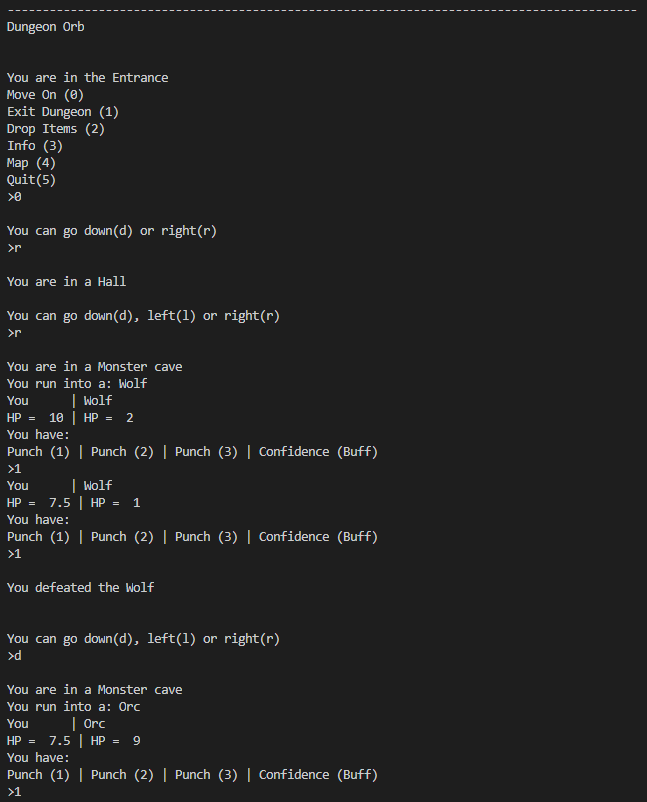 ------------------------------------------------------------------------------------------
Dungeon Orb
You are in the Entrance
Move On (0)
Exit Dungeon (1)
Drop Items (2)
Info (3)
Map (4)
Quit(5)
>0
You can go down(d) or right(r)
>r
You are in a Hall
You can go down(d), left(l) or right(r)
>r
You are in a Monster cave
You run into a: Wolf
You      | Wolf
HP =  10 | HP =  2
You have:
Punch (1) | Punch (2) | Punch (3) | Confidence (Buff)
>1
You      | Wolf
HP =  7.5 | HP =  1
You have:
Punch (1) | Punch (2) | Punch (3) | Confidence (Buff)
>1
You defeated the Wolf
You can go down(d), left(l) or right(r)
>d
You are in a Monster cave
You run into a: Orc
You      | Orc
HP =  7.5 | HP =  9
You have:
Punch (1) | Punch (2) | Punch (3) | Confidence (Buff)
>1